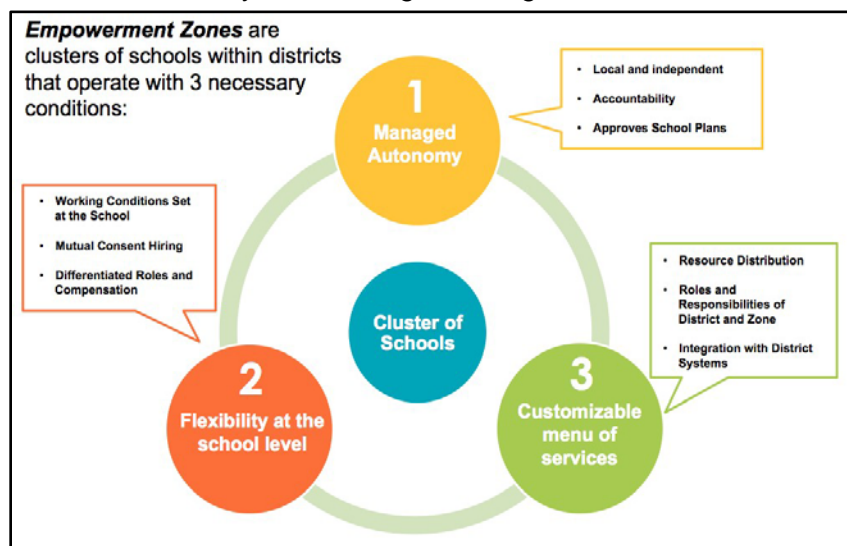 Empowerment Zones are
clusters of schools within districts
that operate with 3 necessary
conditions:
1
Managed
Autonomy
• Local and independent
• Accountability
• Approves School Plans
• Working Conditions Set
at the School
• Mutual Consent Hiring
• Differentiated Roles and
Compensation
2
Flexibility at the
school level
Cluster of
Schools
• Resource Distribution
• Roles and
Responsibilities of
District and Zone
• Integration with District
Systems
3
Customizable
menu of
services